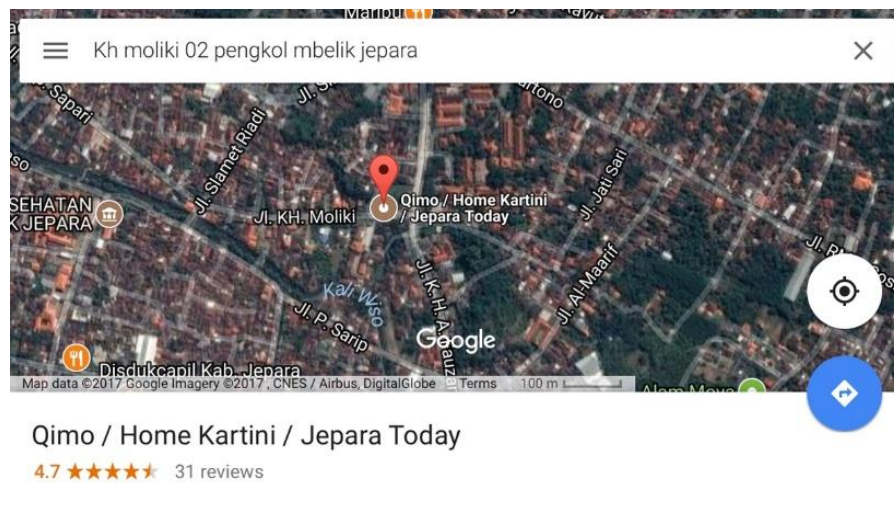 Kh moliki 02 pengkol mbelik jepara
Jl. Slamet Riadi
Jl. Jati Sari
SEHATAN
K JEPARA
Jl. KH. Moliki
Qimo / Home Kartini
/ Jepara Today
Kali Wiso
Jl. P. Sarip
Jl. Al-Maarif
Google
Disdukcapil Kab. Jepara
Map data ©2017 Google Imagery ©2017 , CNES / Airbus, DigitalGlobe
Terms
100 m
Qimo / Home Kartini / Jepara Today
4.7
31 reviews